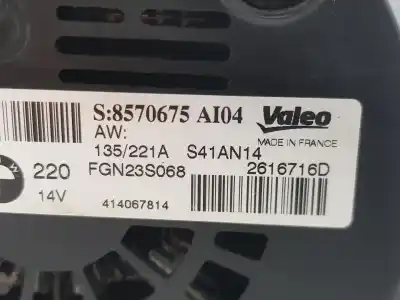 S:8570675 AI04
Valeo
AW:
MADE IN FRANCE
135/221A S41AN14
220 FGN23S068 2616716D
14V 414067814